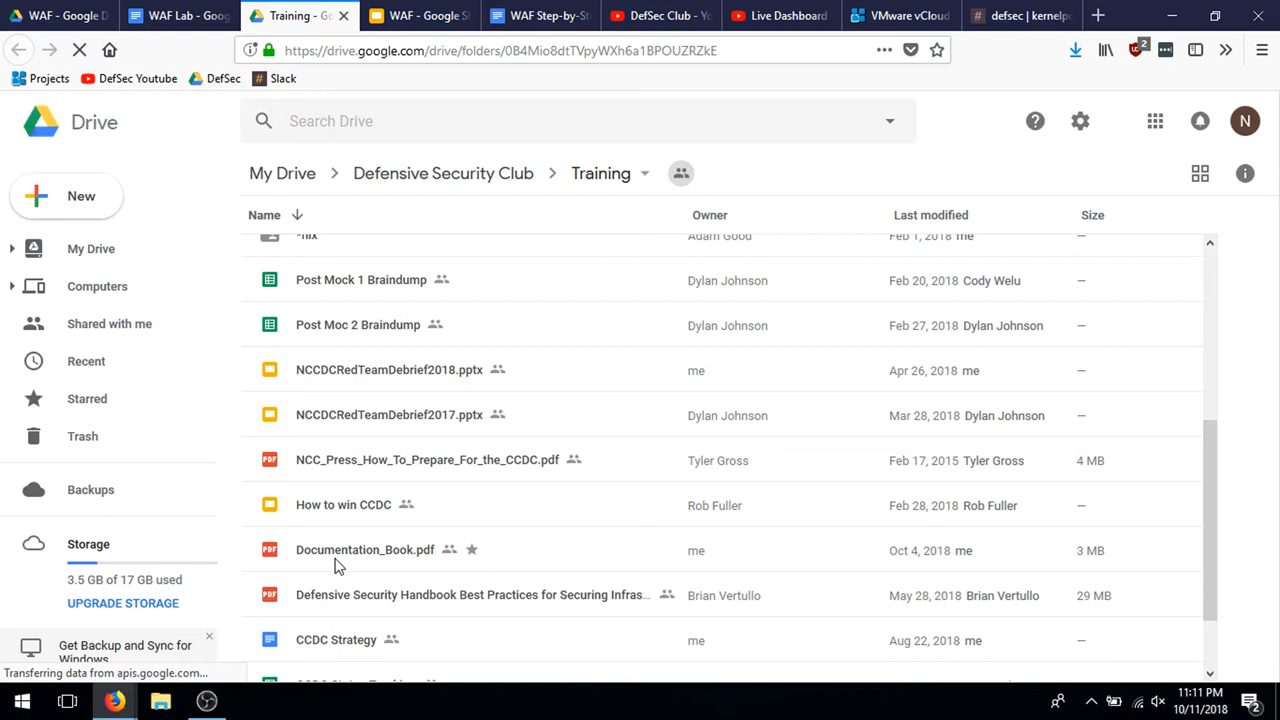 WAF - Google D
WAF Lab - Goog
Training - G
WAF - Google Sl
WAF Step-by-St
DefSec Club - Yo
Live Dashboard
VMware vCloud
defsec | kernelp
https://drive.google.com/drive/folders/0B4Mio8dtTVpyWXh6a1BPOUZRZkE
2
Projects DefSec Youtube DefSec Slack
Drive
Search Drive
N
My Drive > Defensive Security Club > Training
New
Name Owner Last modified Size
*nix Adam Good Feb 1, 2018 me —
My Drive
Post Mock 1 Braindump Dylan Johnson Feb 20, 2018 Cody Welu —
Computers
Post Moc 2 Braindump Dylan Johnson Feb 27, 2018 Dylan Johnson —
Shared with me
NCCDCRedTeamDebrief2018.pptx me Apr 26, 2018 me —
Recent
NCCDCRedTeamDebrief2017.pptx Dylan Johnson Mar 28, 2018 Dylan Johnson —
Starred
PDF NCC_Press_How_To_Prepare_For_the_CCDC.pdf Tyler Gross Feb 17, 2015 Tyler Gross 4 MB
Trash
How to win CCDC Rob Fuller Feb 28, 2018 Rob Fuller —
Backups
PDF Documentation_Book.pdf me Oct 4, 2018 me 3 MB
Storage
3.5 GB of 17 GB used
PDF Defensive Security Handbook Best Practices for Securing Infras... Brian Vertullo May 28, 2018 Brian Vertullo 29 MB
UPGRADE STORAGE
CCDC Strategy me Aug 22, 2018 me —
Get Backup and Sync for
Windows
Transferring data from apis.google.com...
11:11 PM
10/11/2018
2